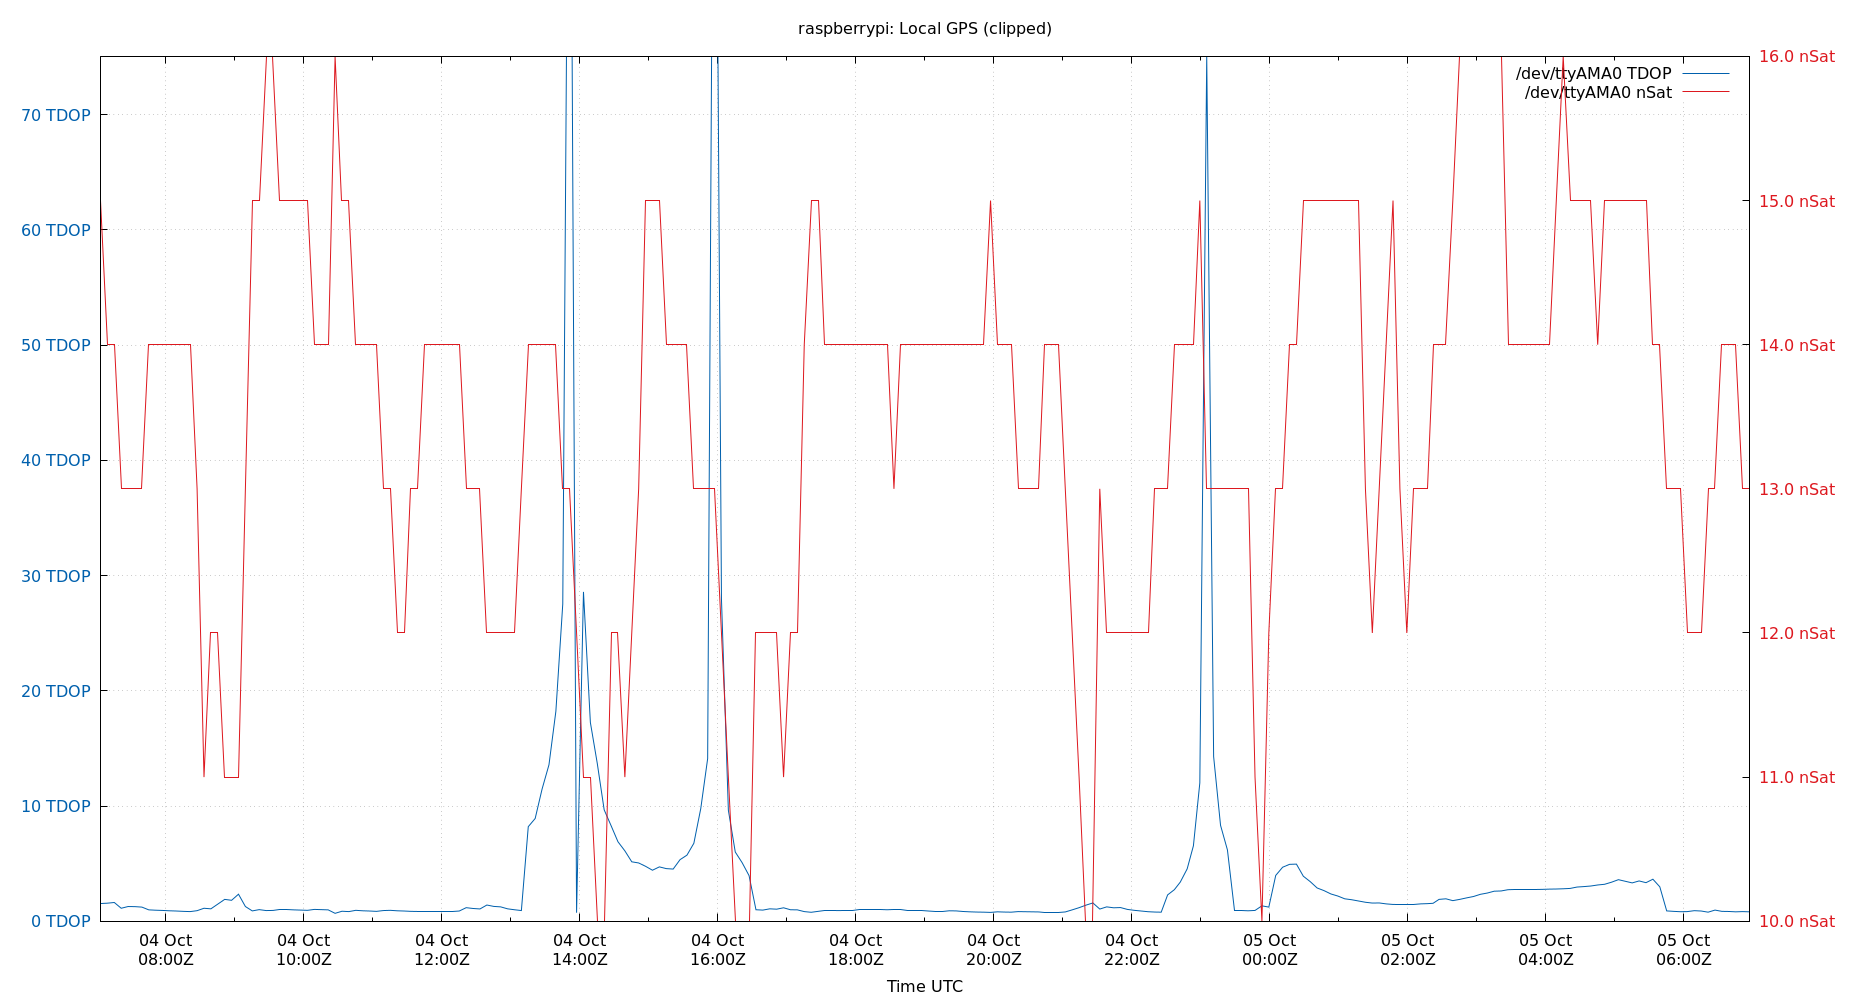 raspberrypi: Local GPS (clipped)
/dev/ttyAMA0 TDOP
/dev/ttyAMA0 nSat
70 TDOP
60 TDOP
50 TDOP
40 TDOP
30 TDOP
20 TDOP
10 TDOP
0 TDOP
16.0 nSat
15.0 nSat
14.0 nSat
13.0 nSat
12.0 nSat
11.0 nSat
10.0 nSat
04 Oct
08:00Z
04 Oct
10:00Z
04 Oct
12:00Z
04 Oct
14:00Z
04 Oct
16:00Z
04 Oct
18:00Z
04 Oct
20:00Z
04 Oct
22:00Z
05 Oct
00:00Z
05 Oct
02:00Z
05 Oct
04:00Z
05 Oct
06:00Z
Time UTC